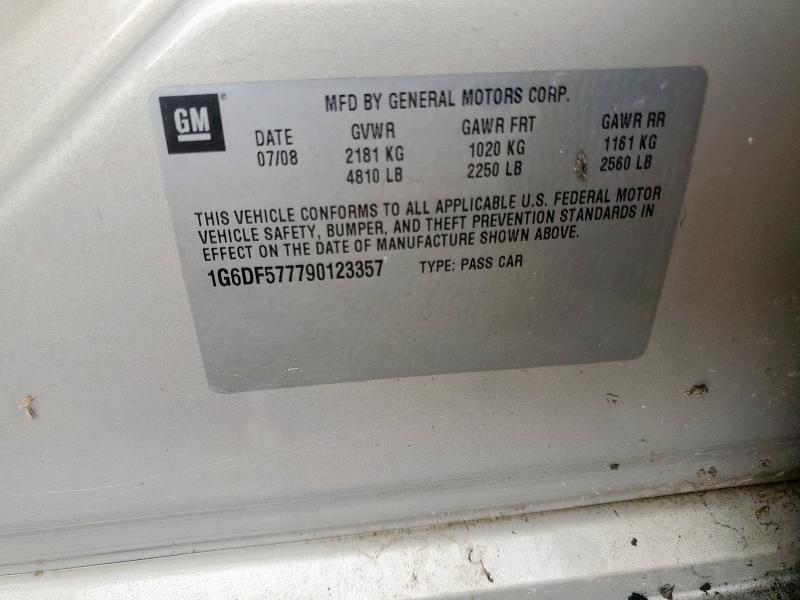 GM®
MFD BY GENERAL MOTORS CORP.
DATE GVWR GAWR FRT GAWR RR
07/08 2181 KG 1020 KG 1161 KG
4810 LB 2250 LB 2560 LB
THIS VEHICLE CONFORMS TO ALL APPLICABLE U.S. FEDERAL MOTOR
VEHICLE SAFETY, BUMPER, AND THEFT PREVENTION STANDARDS IN
EFFECT ON THE DATE OF MANUFACTURE SHOWN ABOVE.
1G6DF577790123357 TYPE: PASS CAR